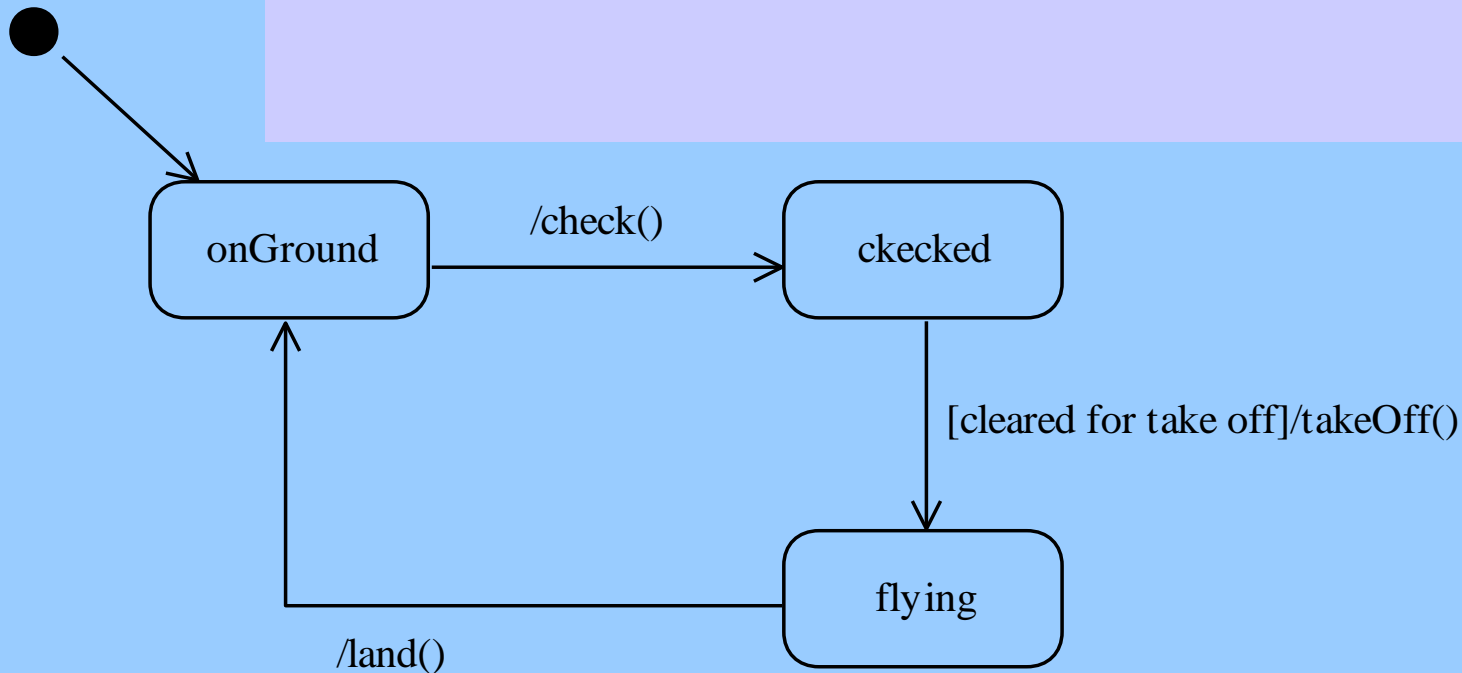 /check()
onGround
ckecked
[cleared for take off]/takeOff()
flying
/land()